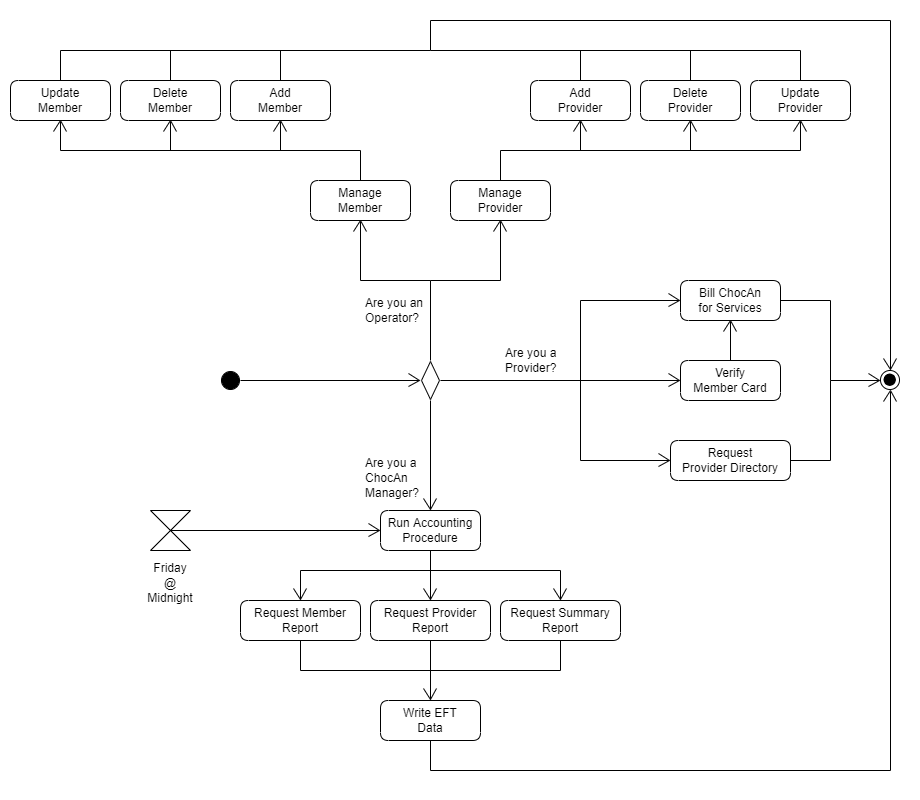 Update
Member
Delete
Member
Add
Member
Add
Provider
Delete
Provider
Update
Provider
Manage
Member
Manage
Provider
Are you an
Operator?
Bill ChocAn
for Services
Are you a
Provider?
Verify
Member Card
Request
Provider Directory
Are you a
ChocAn
Manager?
Run Accounting
Procedure
Friday
@
Midnight
Request Member
Report
Request Provider
Report
Request Summary
Report
Write EFT
Data